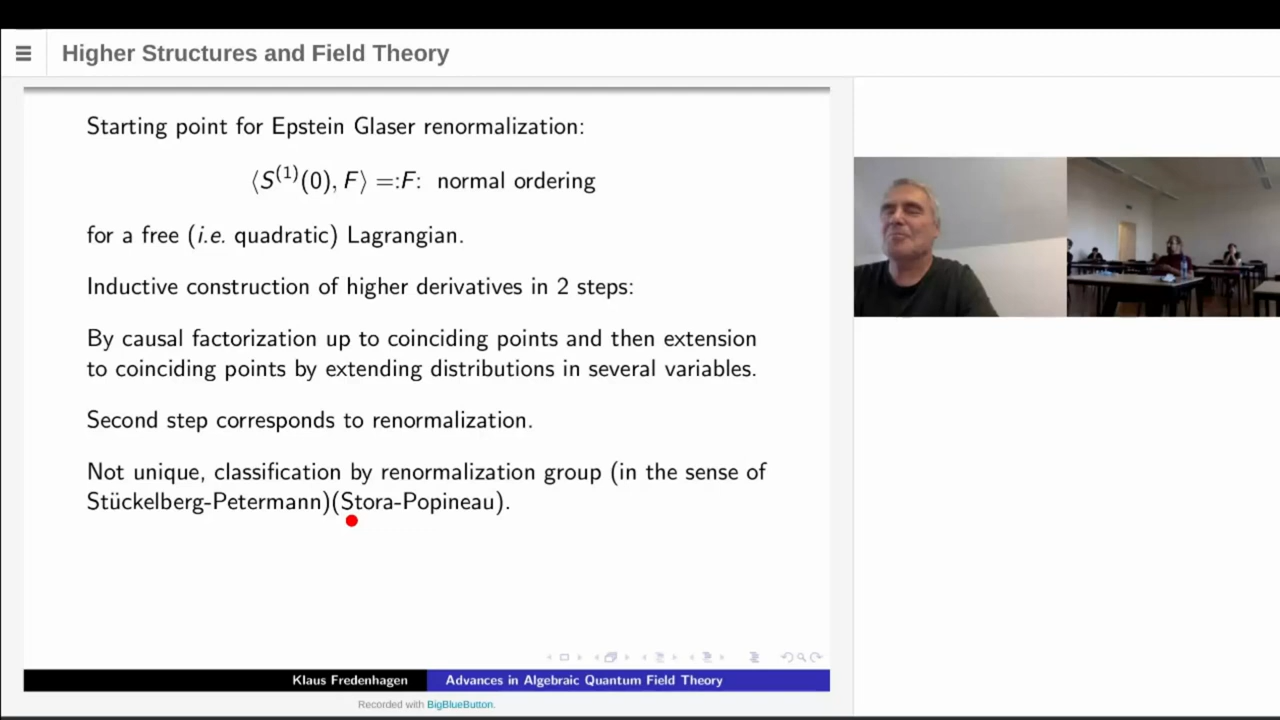 Higher Structures and Field Theory
Starting point for Epstein Glaser renormalization:
⟨S⁽¹⁾(0), F⟩ =:F: normal ordering
for a free (i.e. quadratic) Lagrangian.
Inductive construction of higher derivatives in 2 steps:
By causal factorization up to coinciding points and then extension
to coinciding points by extending distributions in several variables.
Second step corresponds to renormalization.
Not unique, classification by renormalization group (in the sense of
Stückelberg-Petermann)(Stora-Popineau).
Klaus Fredenhagen
Advances in Algebraic Quantum Field Theory
Recorded with BigBlueButton.